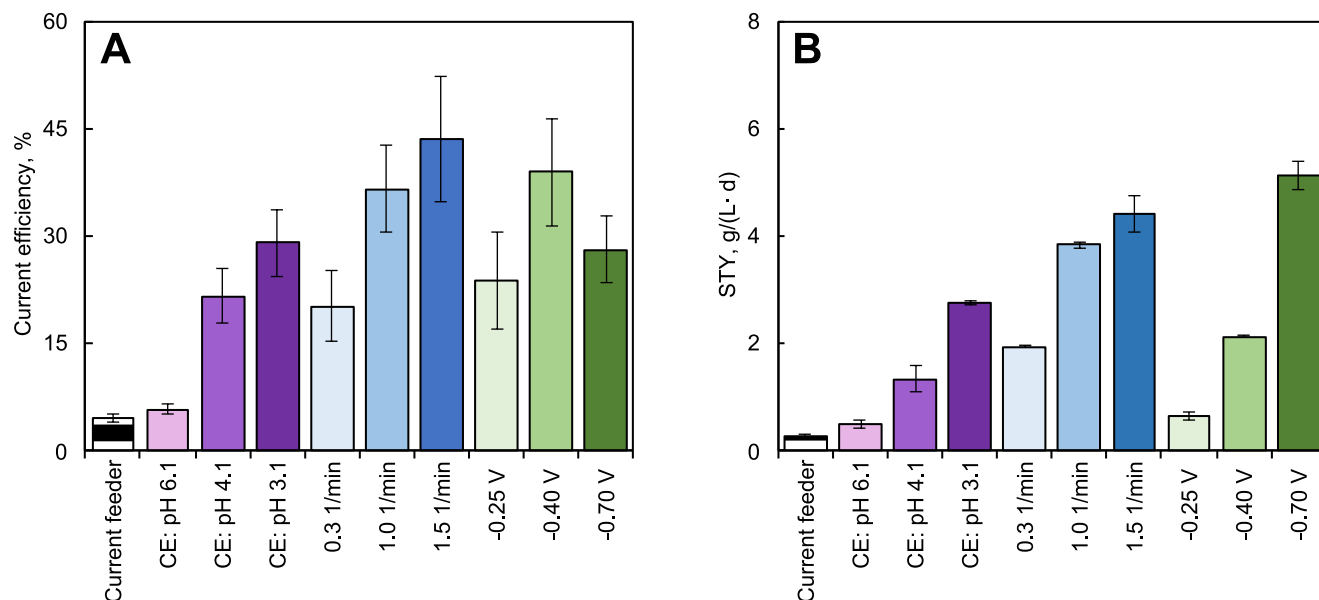 A
Current efficiency, %
60
45
30
15
0
Current feeder
CE: pH 6.1
CE: pH 4.1
CE: pH 3.1
0.3 1/min
1.0 1/min
1.5 1/min
-0.25 V
-0.40 V
-0.70 V
B
STY, g/(L· d)
8
6
4
2
0
Current feeder
CE: pH 6.1
CE: pH 4.1
CE: pH 3.1
0.3 1/min
1.0 1/min
1.5 1/min
-0.25 V
-0.40 V
-0.70 V